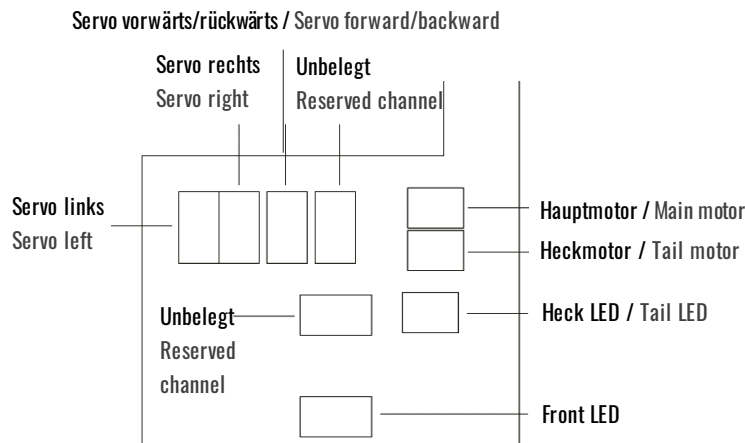 Servo vorwärts/rückwärts / Servo forward/backward
Servo rechts
Servo right
Unbelegt
Reserved channel
Servo links
Servo left
Hauptmotor / Main motor
Heckmotor / Tail motor
Unbelegt
Reserved
channel
Heck LED / Tail LED
Front LED